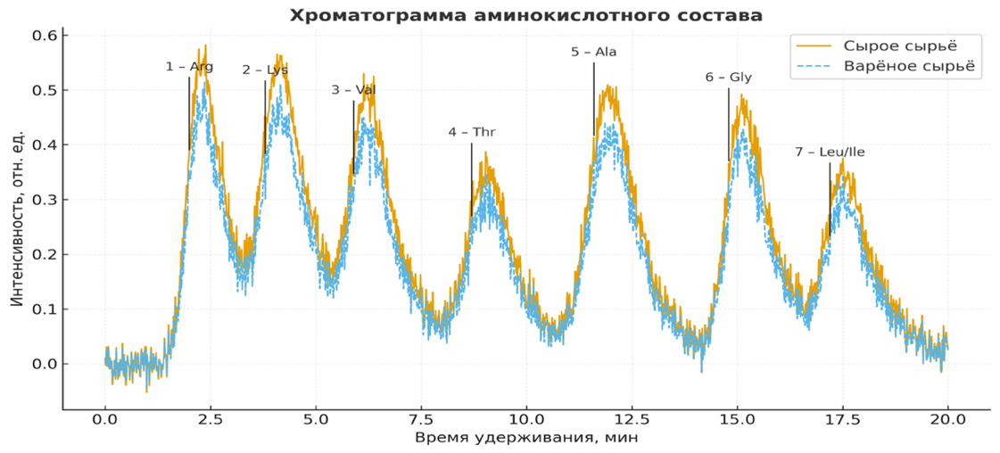 Хроматограмма аминокислотного состава
Сырое сырьё
Варёное сырьё
1 – Arg
2 – Lys
3 – Val
4 – Thr
5 – Ala
6 – Gly
7 – Leu/Ile
Интенсивность, отн. ед.
0.6
0.5
0.4
0.3
0.2
0.1
0.0
0.0 2.5 5.0 7.5 10.0 12.5 15.0 17.5 20.0
Время удерживания, мин